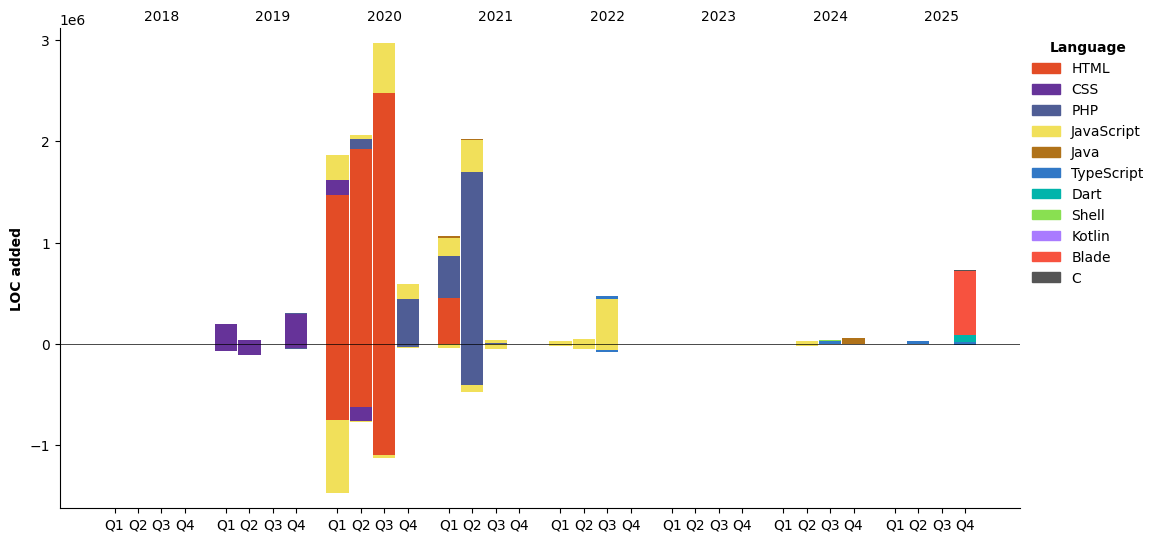 2018 2019 2020 2021 2022 2023 2024 2025
1e6
3
2
1
0
−1
LOC added
Q1 Q2 Q3 Q4 Q1 Q2 Q3 Q4 Q1 Q2 Q3 Q4 Q1 Q2 Q3 Q4 Q1 Q2 Q3 Q4 Q1 Q2 Q3 Q4 Q1 Q2 Q3 Q4 Q1 Q2 Q3 Q4
Language
HTML
CSS
PHP
JavaScript
Java
TypeScript
Dart
Shell
Kotlin
Blade
C